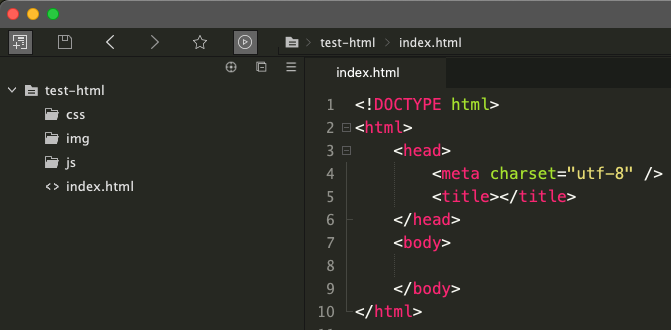 test-html > index.html
test-html
css
img
js
<> index.html
index.html
1 <!DOCTYPE html>
2 <html>
3     <head>
4         <meta charset="utf-8" />
5         <title></title>
6     </head>
7     <body>
8
9     </body>
10 </html>